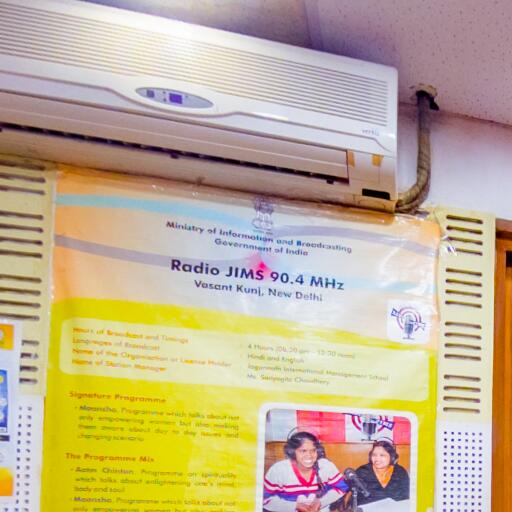 Ministry of Information and Broadcasting
Government of India
Radio JIMS 90.4 MHz
Vasant Kunj, New Delhi
Hours of Broadcast and Timings
Languages of Broadcast
Name of the Organisation or License Holder
Name of Station Manager
Hindi and English
Jagannath International Management School
Ms. Sanyogita Choudhary
Signature Programme
- Maansha, Programme which talks about not
only empowering women but also making
them aware about day to day issues and
changing scenario
The Programme Mix
- Aatm Chintan, Programme on spirituality
which talks about enlightening one's mind,
body and soul
- Maansha, Programme which talks about not
only empowering women but also